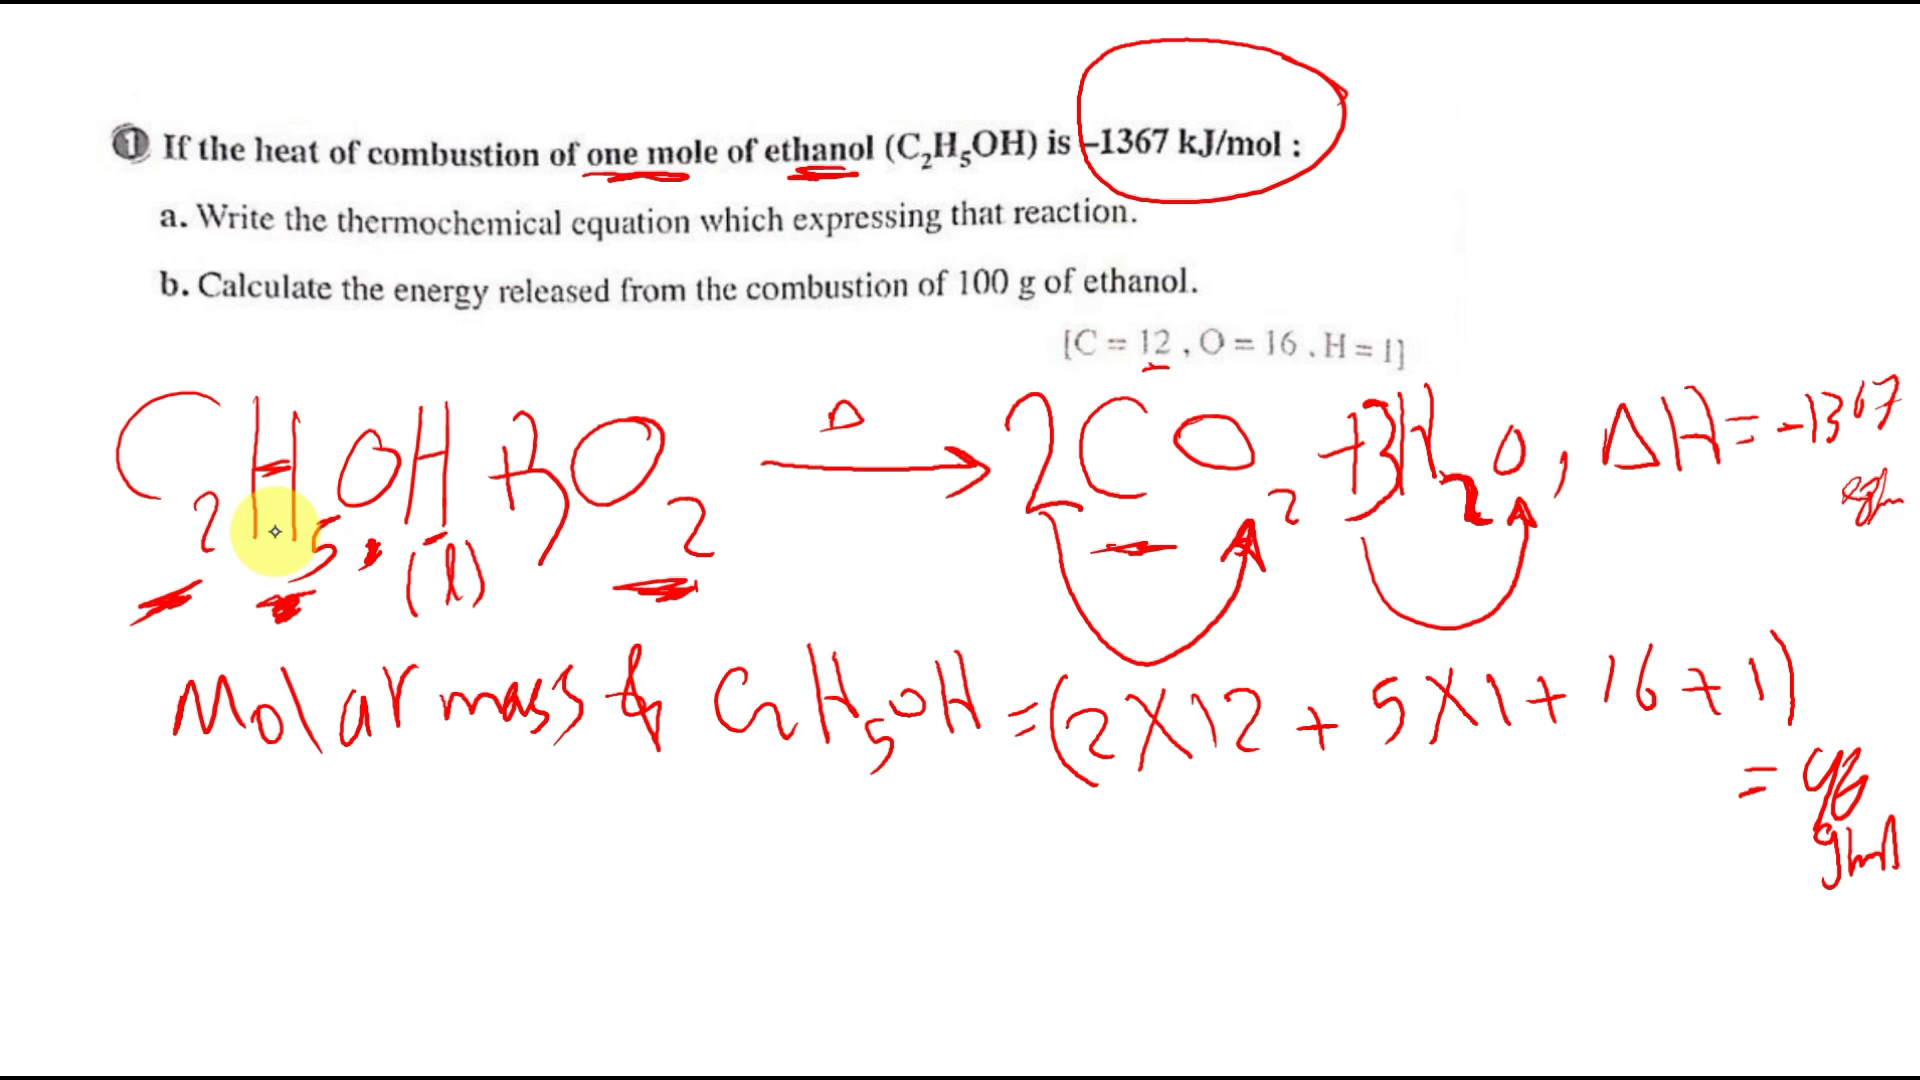 1 If the heat of combustion of one mole of ethanol (C₂H₅OH) is –1367 kJ/mol :
a. Write the thermochemical equation which expressing that reaction.
b. Calculate the energy released from the combustion of 100 g of ethanol.
[C = 12 , O = 16 , H = 1]
C₂H₅OH(l) + 3O₂ Δ → 2CO₂ + 3H₂O, ΔH = -1367
Molar mass of C₂H₅OH = (2X12 + 5X1 + 16 + 1)
= 46
g/mol